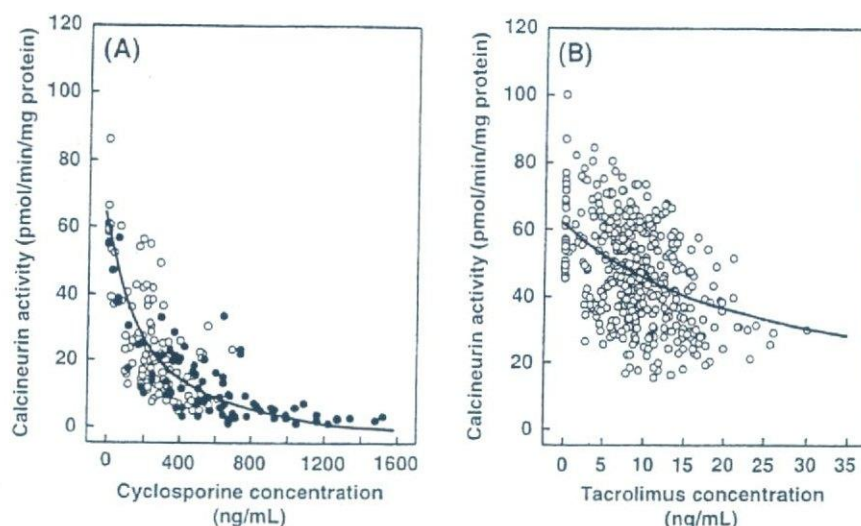 (A)
Calcineurin activity (pmol/min/mg protein)
120
100
80
60
40
20
0
0 400 800 1200 1600
Cyclosporine concentration
(ng/mL)
(B)
Calcineurin activity (pmol/min/mg protein)
120
100
80
60
40
20
0
0 5 10 15 20 25 30 35
Tacrolimus concentration
(ng/mL)